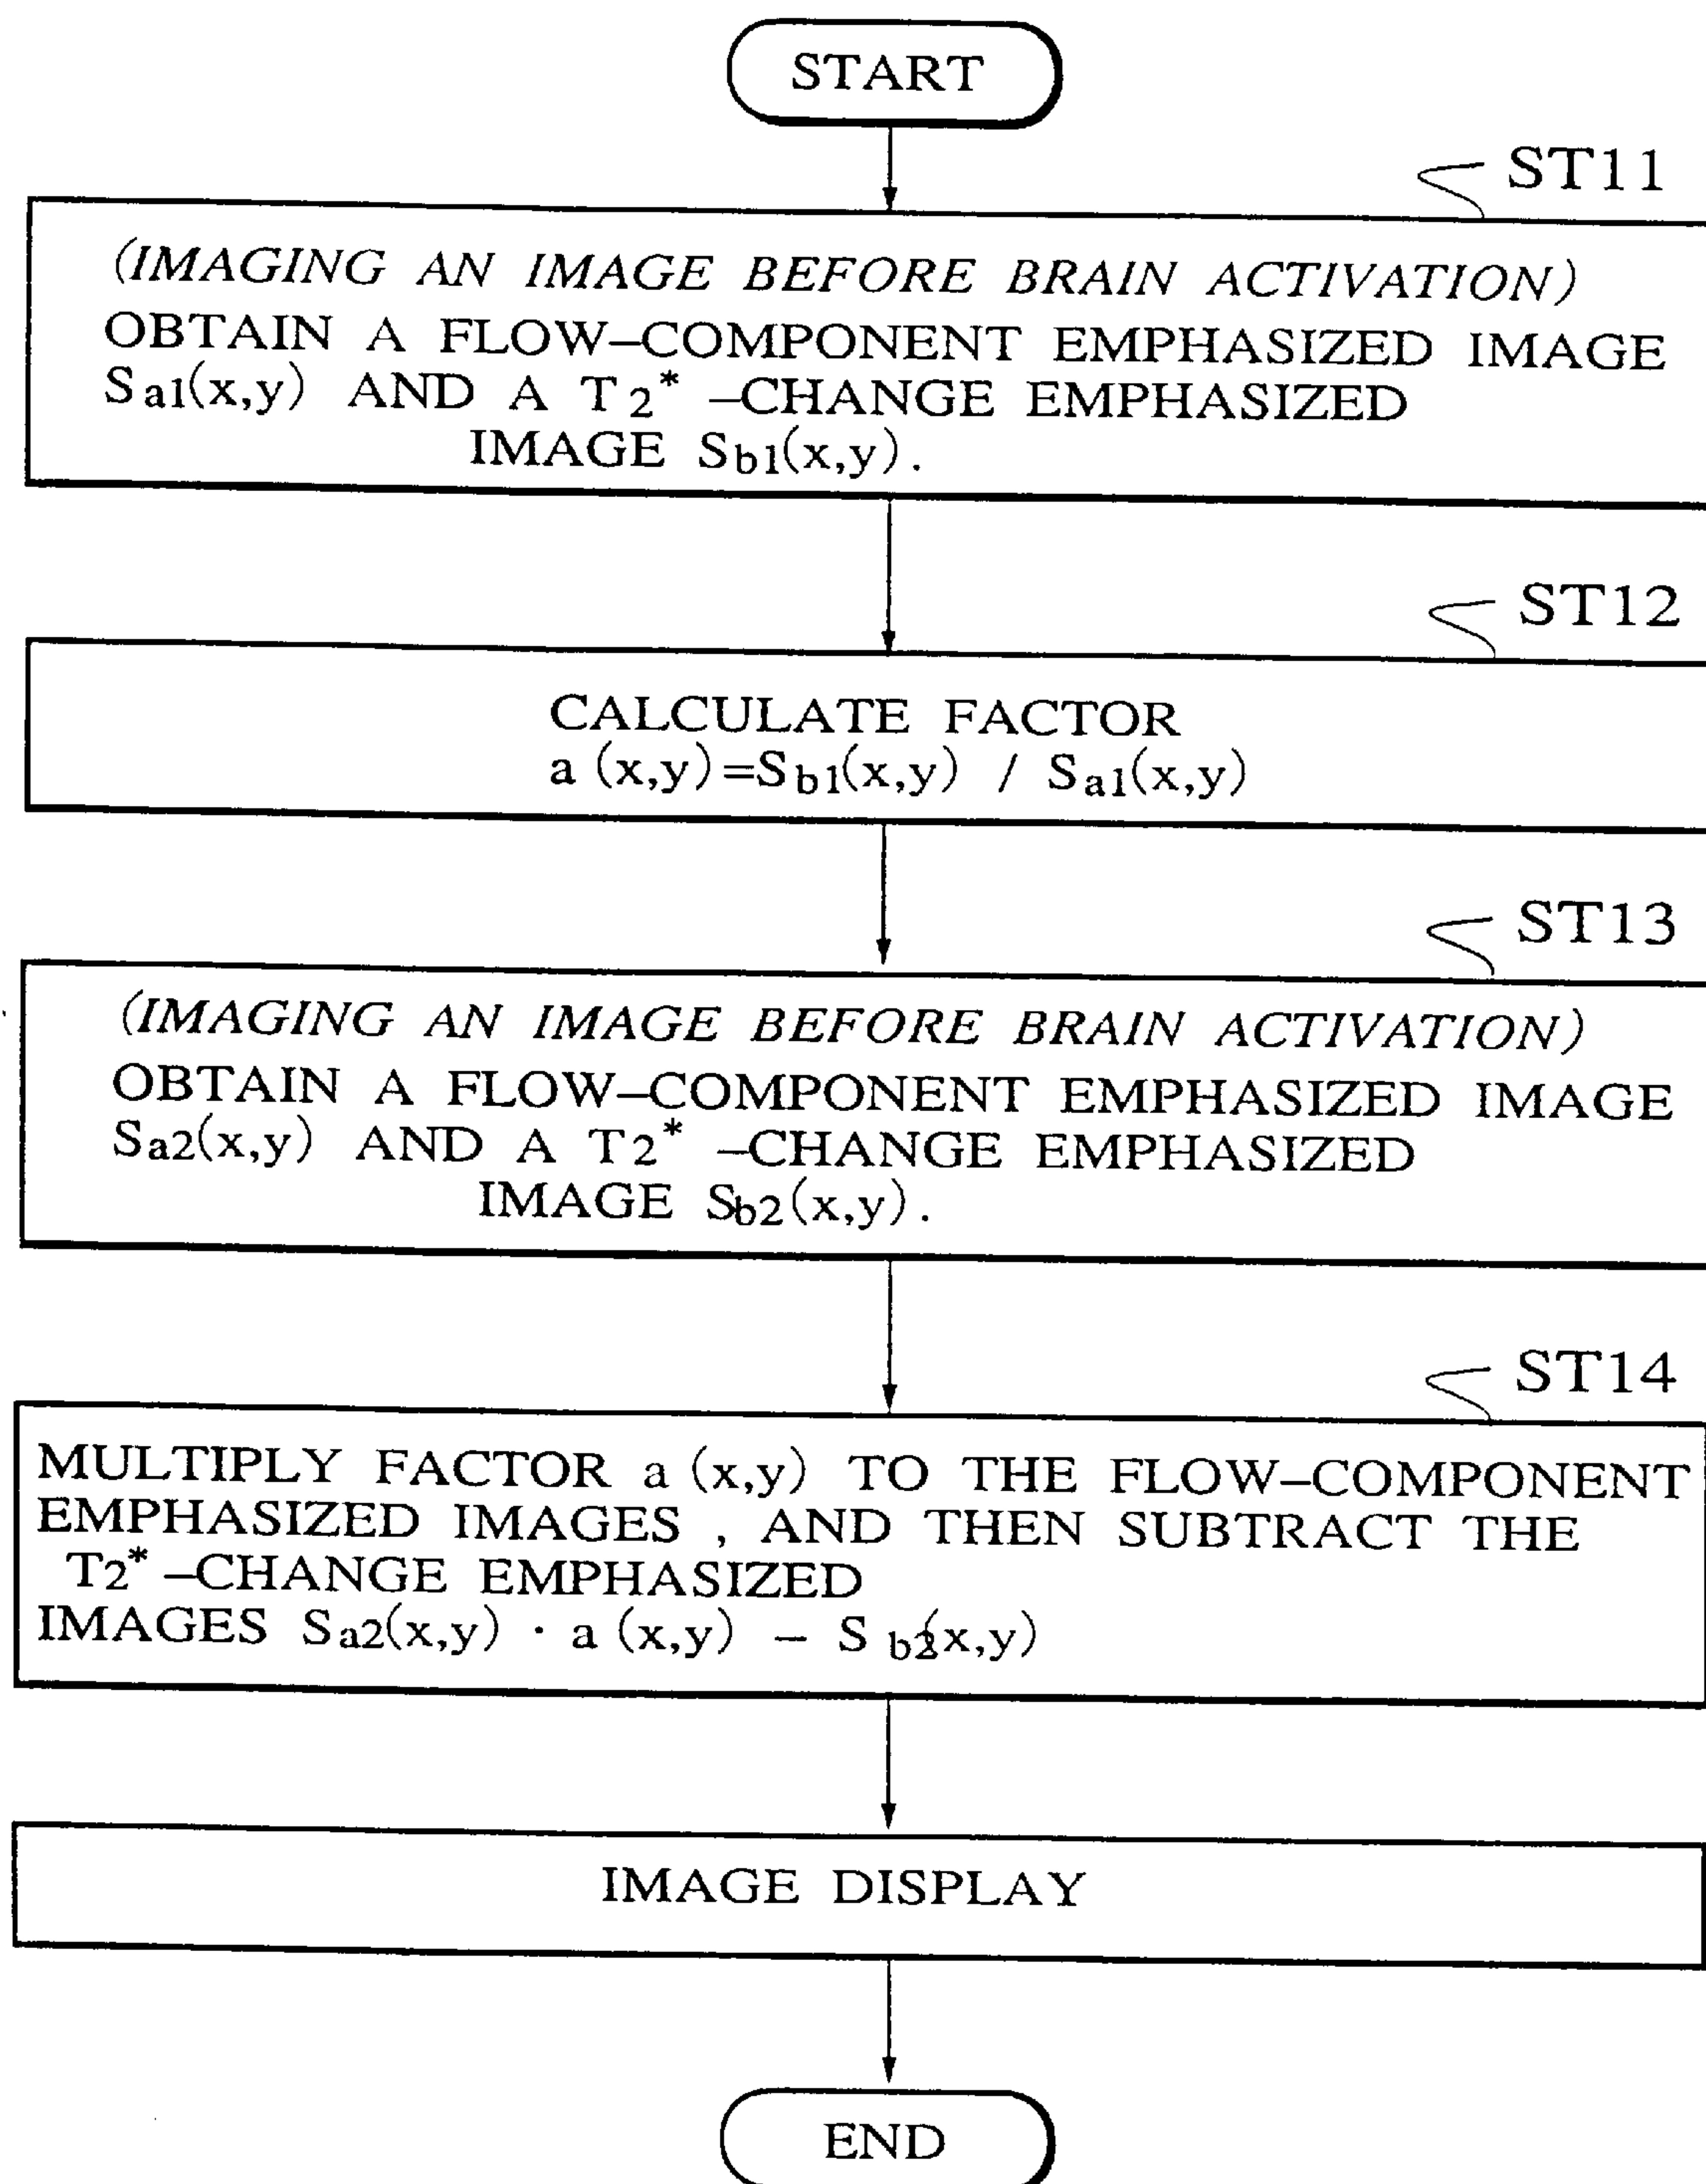 START
ST11
(IMAGING AN IMAGE BEFORE BRAIN ACTIVATION)
OBTAIN A FLOW–COMPONENT EMPHASIZED IMAGE
Sa1(x,y) AND A T2* –CHANGE EMPHASIZED
IMAGE Sb1(x,y).
ST12
CALCULATE FACTOR
a (x,y)=Sb1(x,y) / Sa1(x,y)
ST13
(IMAGING AN IMAGE BEFORE BRAIN ACTIVATION)
OBTAIN A FLOW–COMPONENT EMPHASIZED IMAGE
Sa2(x,y) AND A T2* –CHANGE EMPHASIZED
IMAGE Sb2(x,y).
ST14
MULTIPLY FACTOR a (x,y) TO THE FLOW–COMPONENT
EMPHASIZED IMAGES , AND THEN SUBTRACT THE
T2* –CHANGE EMPHASIZED
IMAGES Sa2(x,y) · a (x,y) – S b2(x,y)
IMAGE DISPLAY
END